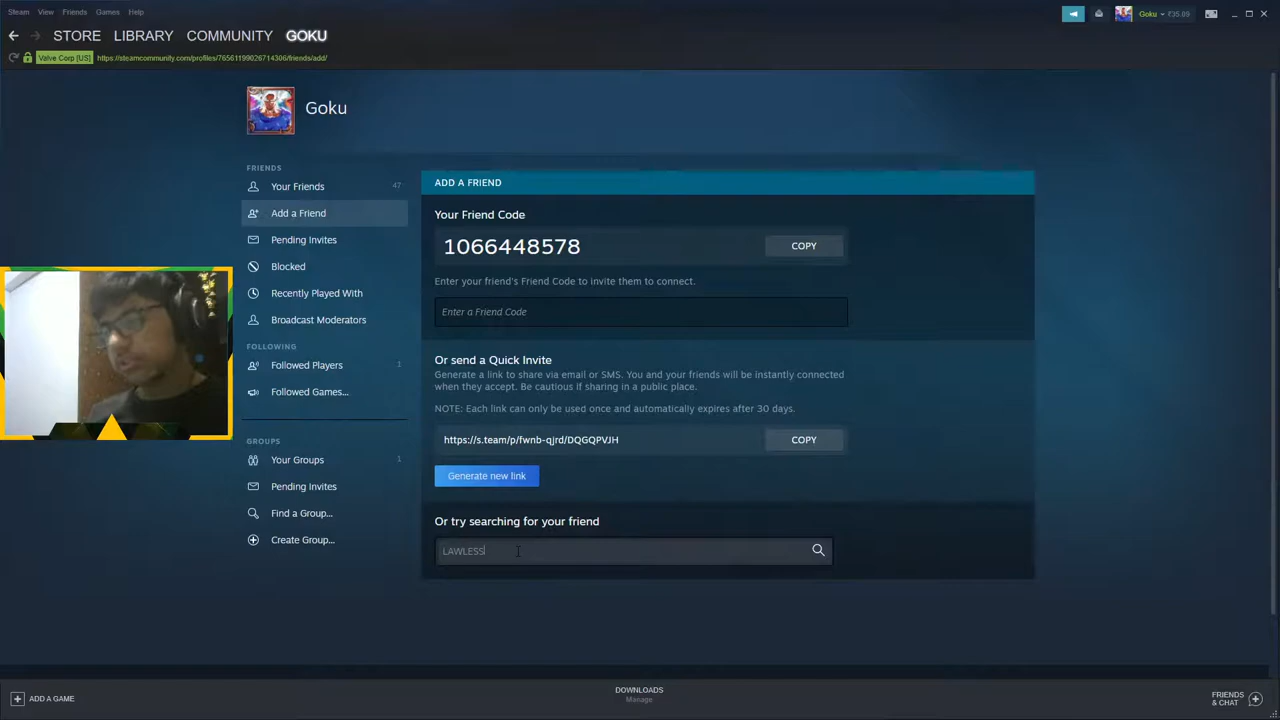 Steam View Friends Games Help
Goku ₹35.09
STORE LIBRARY COMMUNITY GOKU
Valve Corp [US] https://steamcommunity.com/profiles/76561199026714306/friends/add/
Goku
FRIENDS
Your Friends 47
Add a Friend
Pending Invites
Blocked
Recently Played With
Broadcast Moderators
FOLLOWING
Followed Players 1
Followed Games...
GROUPS
Your Groups 1
Pending Invites
Find a Group...
Create Group...
ADD A FRIEND
Your Friend Code
1066448578 COPY
Enter your friend's Friend Code to invite them to connect.
Enter a Friend Code
Or send a Quick Invite
Generate a link to share via email or SMS. You and your friends will be instantly connected
when they accept. Be cautious if sharing in a public place.
NOTE: Each link can only be used once and automatically expires after 30 days.
https://s.team/p/fwnb-qjrd/DQGQPVJH COPY
Generate new link
Or try searching for your friend
LAWLESS
ADD A GAME
DOWNLOADS
Manage
FRIENDS
& CHAT